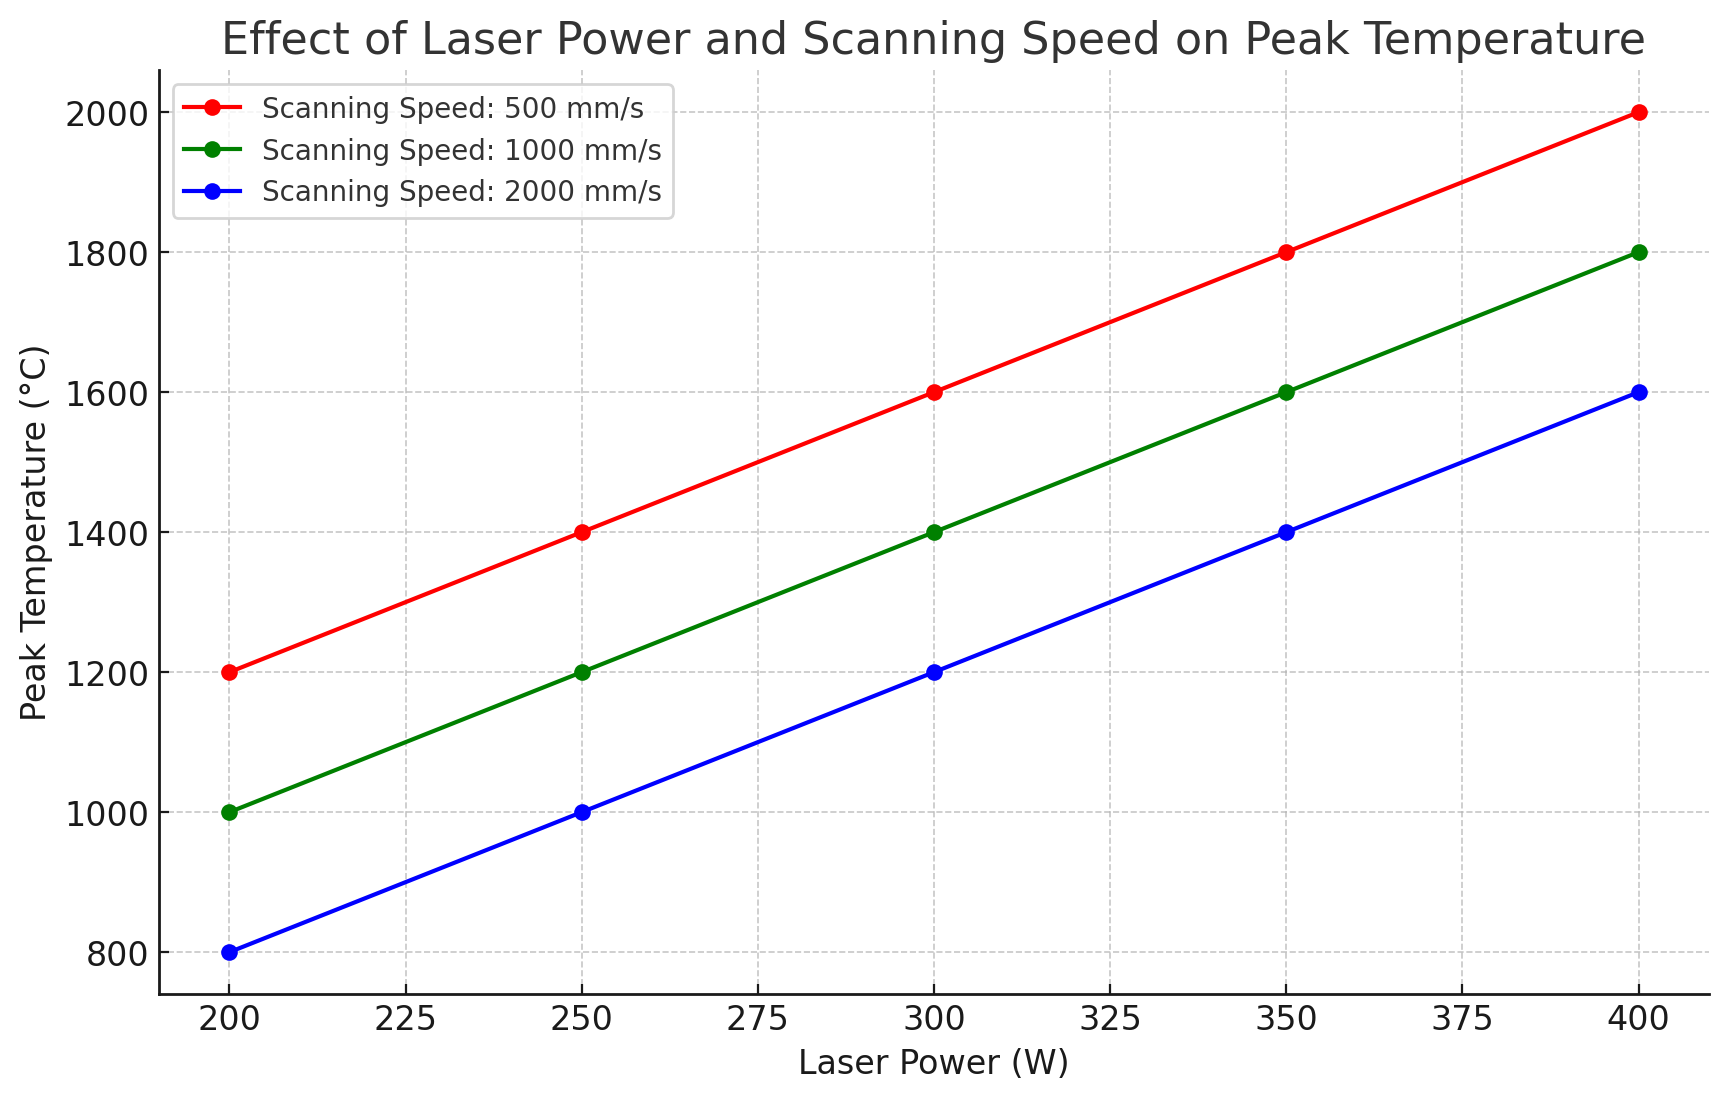 Effect of Laser Power and Scanning Speed on Peak Temperature
Scanning Speed: 500 mm/s
Scanning Speed: 1000 mm/s
Scanning Speed: 2000 mm/s
Peak Temperature (°C)
2000
1800
1600
1400
1200
1000
800
200 225 250 275 300 325 350 375 400
Laser Power (W)